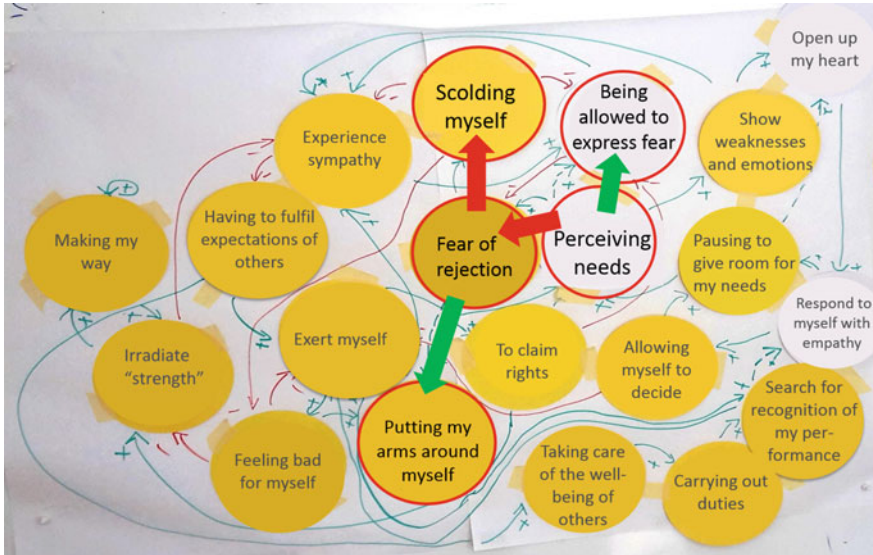 Open up
my heart
Scolding
myself
Being
allowed to
express fear
Show
weaknesses
and emotions
Experience
sympathy
Having to fulfil
expectations of
others
Making my
way
Fear of
rejection
Perceiving
needs
Pausing to
give room for
my needs
Respond to
myself with
empathy
Irradiate
"strength"
Exert myself
To claim
rights
Allowing
myself to
decide
Search for
recognition of
my per-
formance
Putting my
arms around
myself
Feeling bad
for myself
Taking care
of the well-
being of
others
Carrying out
duties